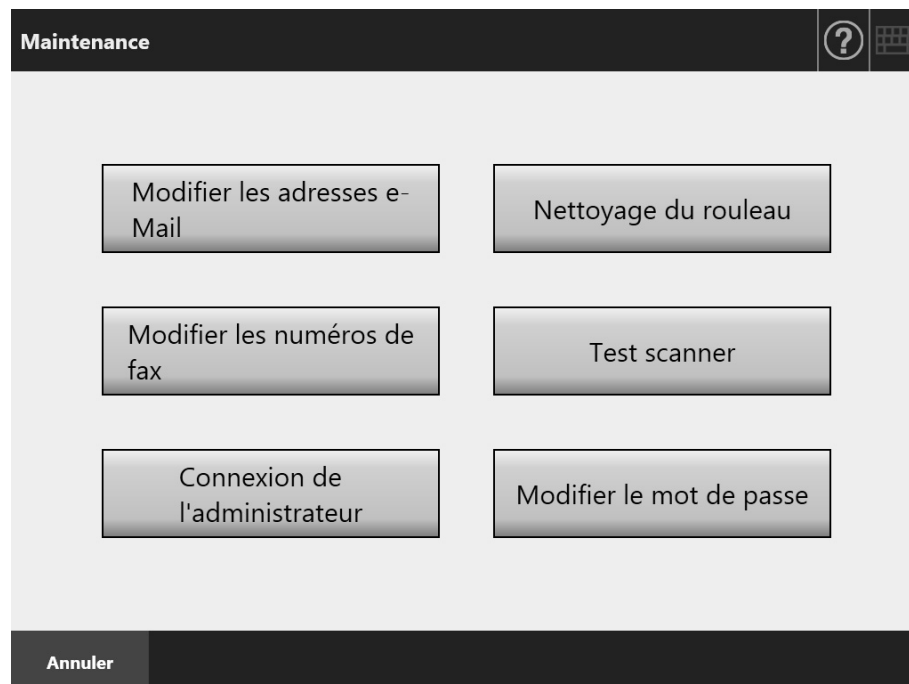 Maintenance
?
Modifier les adresses e-
Mail
Nettoyage du rouleau
Modifier les numéros de
fax
Test scanner
Connexion de
l'administrateur
Modifier le mot de passe
Annuler